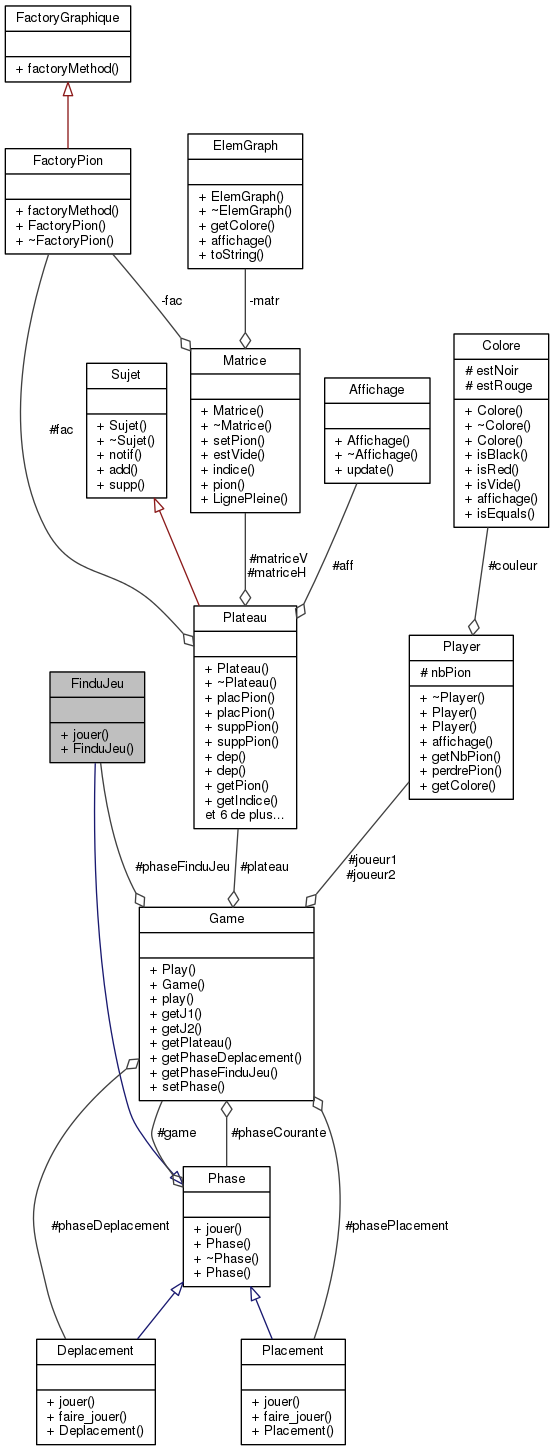 FactoryGraphique
+ factoryMethod()
FactoryPion
+ factoryMethod()
+ FactoryPion()
+ ~FactoryPion()
ElemGraph
+ ElemGraph()
+ ~ElemGraph()
+ getColore()
+ affichage()
+ toString()
-fac
-matr
#fac
Sujet
+ Sujet()
+ ~Sujet()
+ notif()
+ add()
+ supp()
Matrice
+ Matrice()
+ ~Matrice()
+ setPion()
+ estVide()
+ indice()
+ pion()
+ LignePleine()
Affichage
+ Affichage()
+ ~Affichage()
+ update()
Colore
# estNoir
# estRouge
+ Colore()
+ ~Colore()
+ Colore()
+ isBlack()
+ isRed()
+ isVide()
+ affichage()
+ isEquals()
#matriceV
#matriceH
#aff
#couleur
Plateau
+ Plateau()
+ ~Plateau()
+ placPion()
+ placPion()
+ suppPion()
+ suppPion()
+ dep()
+ dep()
+ getPion()
+ getIndice()
et 6 de plus...
FinduJeu
+ jouer()
+ FinduJeu()
Player
# nbPion
+ ~Player()
+ Player()
+ Player()
+ affichage()
+ getNbPion()
+ perdrePion()
+ getColore()
#phaseFinduJeu
#plateau
#joueur1
#joueur2
Game
+ Play()
+ Game()
+ play()
+ getJ1()
+ getJ2()
+ getPlateau()
+ getPhaseDeplacement()
+ getPhaseFinduJeu()
+ setPhase()
#game
#phaseCourante
#phaseDeplacement
#phasePlacement
Phase
+ jouer()
+ Phase()
+ ~Phase()
+ Phase()
Deplacement
+ jouer()
+ faire_jouer()
+ Deplacement()
Placement
+ jouer()
+ faire_jouer()
+ Placement()